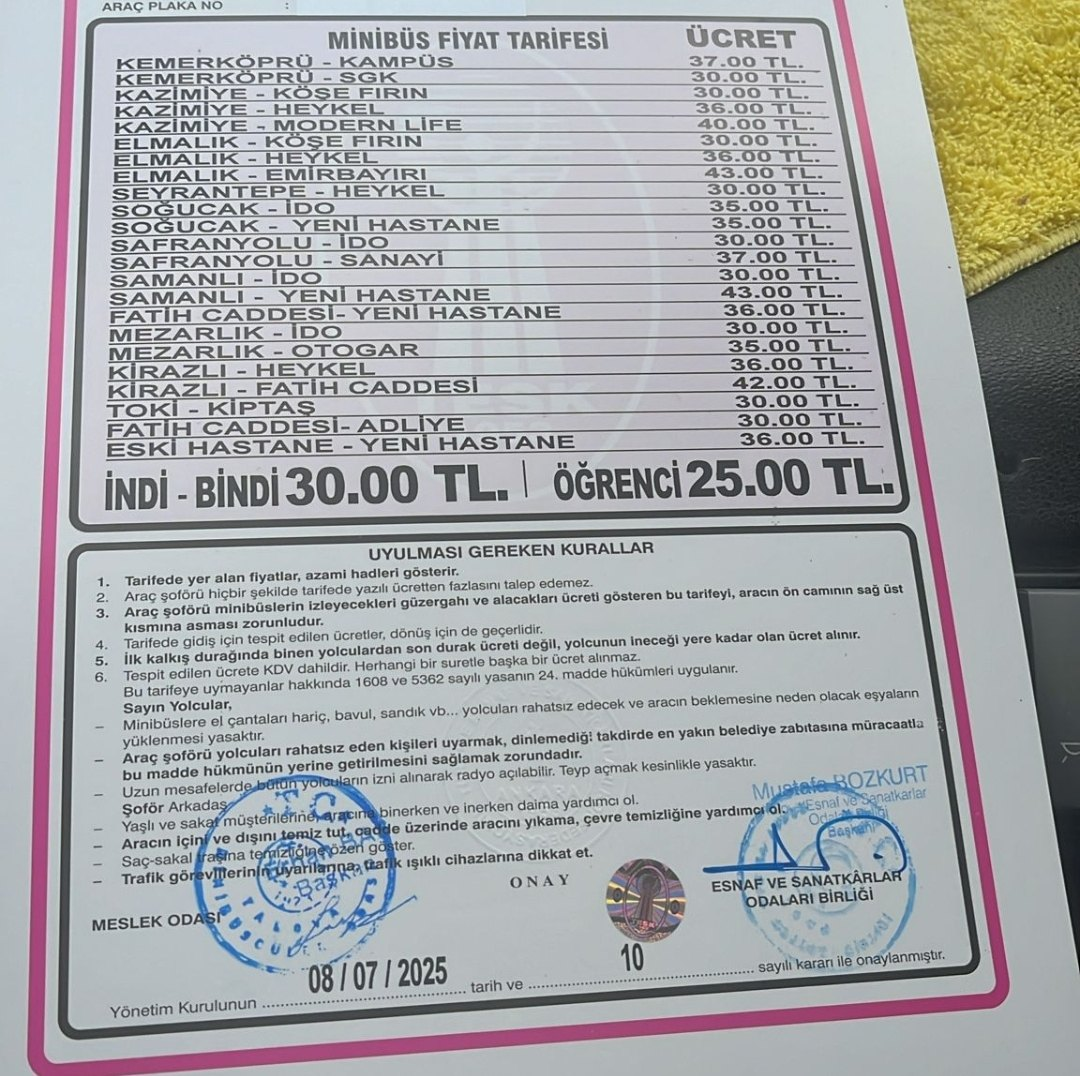 ARAÇ PLAKA NO :
MİNİBÜS FİYAT TARİFESİ ÜCRET
KEMERKÖPRÜ - KAMPÜS 37.00 TL.
KEMERKÖPRÜ - SGK 30.00 TL.
KAZİMİYE - KÖŞE FIRIN 30.00 TL.
KAZİMİYE - HEYKEL 36.00 TL.
KAZİMİYE - MODERN LİFE 40.00 TL.
ELMALIK - KÖŞE FIRIN 30.00 TL.
ELMALIK - HEYKEL 36.00 TL.
ELMALIK - EMİRBAYIRI 43.00 TL.
SEYRANTEPE - HEYKEL 30.00 TL.
SOĞUCAK - İDO 35.00 TL.
SOĞUCAK - YENİ HASTANE 35.00 TL.
SAFRANYOLU - İDO 30.00 TL.
SAFRANYOLU - SANAYİ 37.00 TL.
SAMANLI - İDO 30.00 TL.
SAMANLI - YENİ HASTANE 43.00 TL.
FATİH CADDESİ- YENİ HASTANE 36.00 TL.
MEZARLIK - İDO 30.00 TL.
MEZARLIK - OTOGAR 35.00 TL.
KİRAZLI - HEYKEL 36.00 TL.
KİRAZLI - FATİH CADDESİ 42.00 TL.
TOKİ - KİPTAŞ 30.00 TL.
FATİH CADDESİ- ADLİYE 30.00 TL.
ESKİ HASTANE - YENİ HASTANE 36.00 TL.
İNDİ - BİNDİ 30.00 TL. | ÖĞRENCİ 25.00 TL.
UYULMASI GEREKEN KURALLAR
1. Tarifede yer alan fiyatlar, azami hadleri gösterir.
2. Araç şoförü hiçbir şekilde tarifede yazılı ücretten fazlasını talep edemez.
3. Araç şoförü minibüslerin izleyecekleri güzergahı ve alacakları ücreti gösteren bu tarifeyi, aracın ön camının sağ üst
kısmına asması zorunludur.
4. Tarifede gidiş için tespit edilen ücretler, dönüş için de geçerlidir.
5. İlk kalkış durağında binen yolculardan son durak ücreti değil, yolcunun ineceği yere kadar olan ücret alınır.
6. Tespit edilen ücrete KDV dahildir. Herhangi bir suretle başka bir ücret alınmaz.
Bu tarifeye uymayanlar hakkında 1608 ve 5362 sayılı yasanın 24. madde hükümleri uygulanır.
Sayın Yolcular,
– Minibüslere el çantaları hariç, bavul, sandık vb... yolcuları rahatsız edecek ve aracın beklemesine neden olacak eşyaların
yüklenmesi yasaktır.
– Araç şoförü yolcuları rahatsız eden kişileri uyarmak, dinlemediği takdirde en yakın belediye zabıtasına müracaatla
bu madde hükmünün yerine getirilmesini sağlamak zorundadır.
– Uzun mesafelerde bütün yolcuların izni alınarak radyo açılabilir. Teyp açmak kesinlikle yasaktır.
Şoför Arkadaş
– Yaşlı ve sakat müşterilerine, aracına binerken ve inerken daima yardımcı ol.
– Aracın içini ve dışını temiz tut, cadde üzerinde aracını yıkama, çevre temizliğine yardımcı ol.
– Saç-sakal traşına temizliğine özen göster.
– Trafik görevlilerinin uyarılarına, trafik ışıklı cihazlarına dikkat et.
Mustafa BOZKURT
Esnaf ve Sanatkarlar
Odaları Birliği
Başkanı
T.C.
Başkan
ONAY
MESLEK ODASI
ESNAF VE SANATKÂRLAR
ODALARI BİRLİĞİ
Yönetim Kurulunun 08 / 07 / 2025 tarih ve 10 sayılı kararı ile onaylanmıştır.